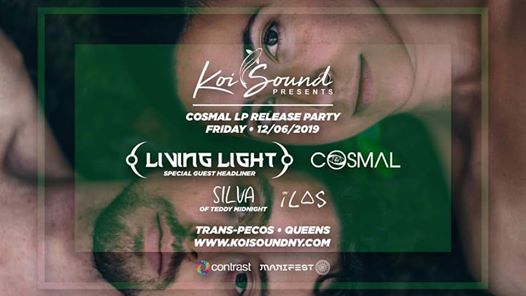 Koi Sound
PRESENTS
COSMAL LP RELEASE PARTY
FRIDAY • 12/06/2019
LIVING LIGHT COSMAL
SPECIAL GUEST HEADLINER
SILVA iLOS
OF TEDDY MIDNIGHT
TRANS-PECOS • QUEENS
WWW.KOISOUNDNY.COM
contrast MANIFEST